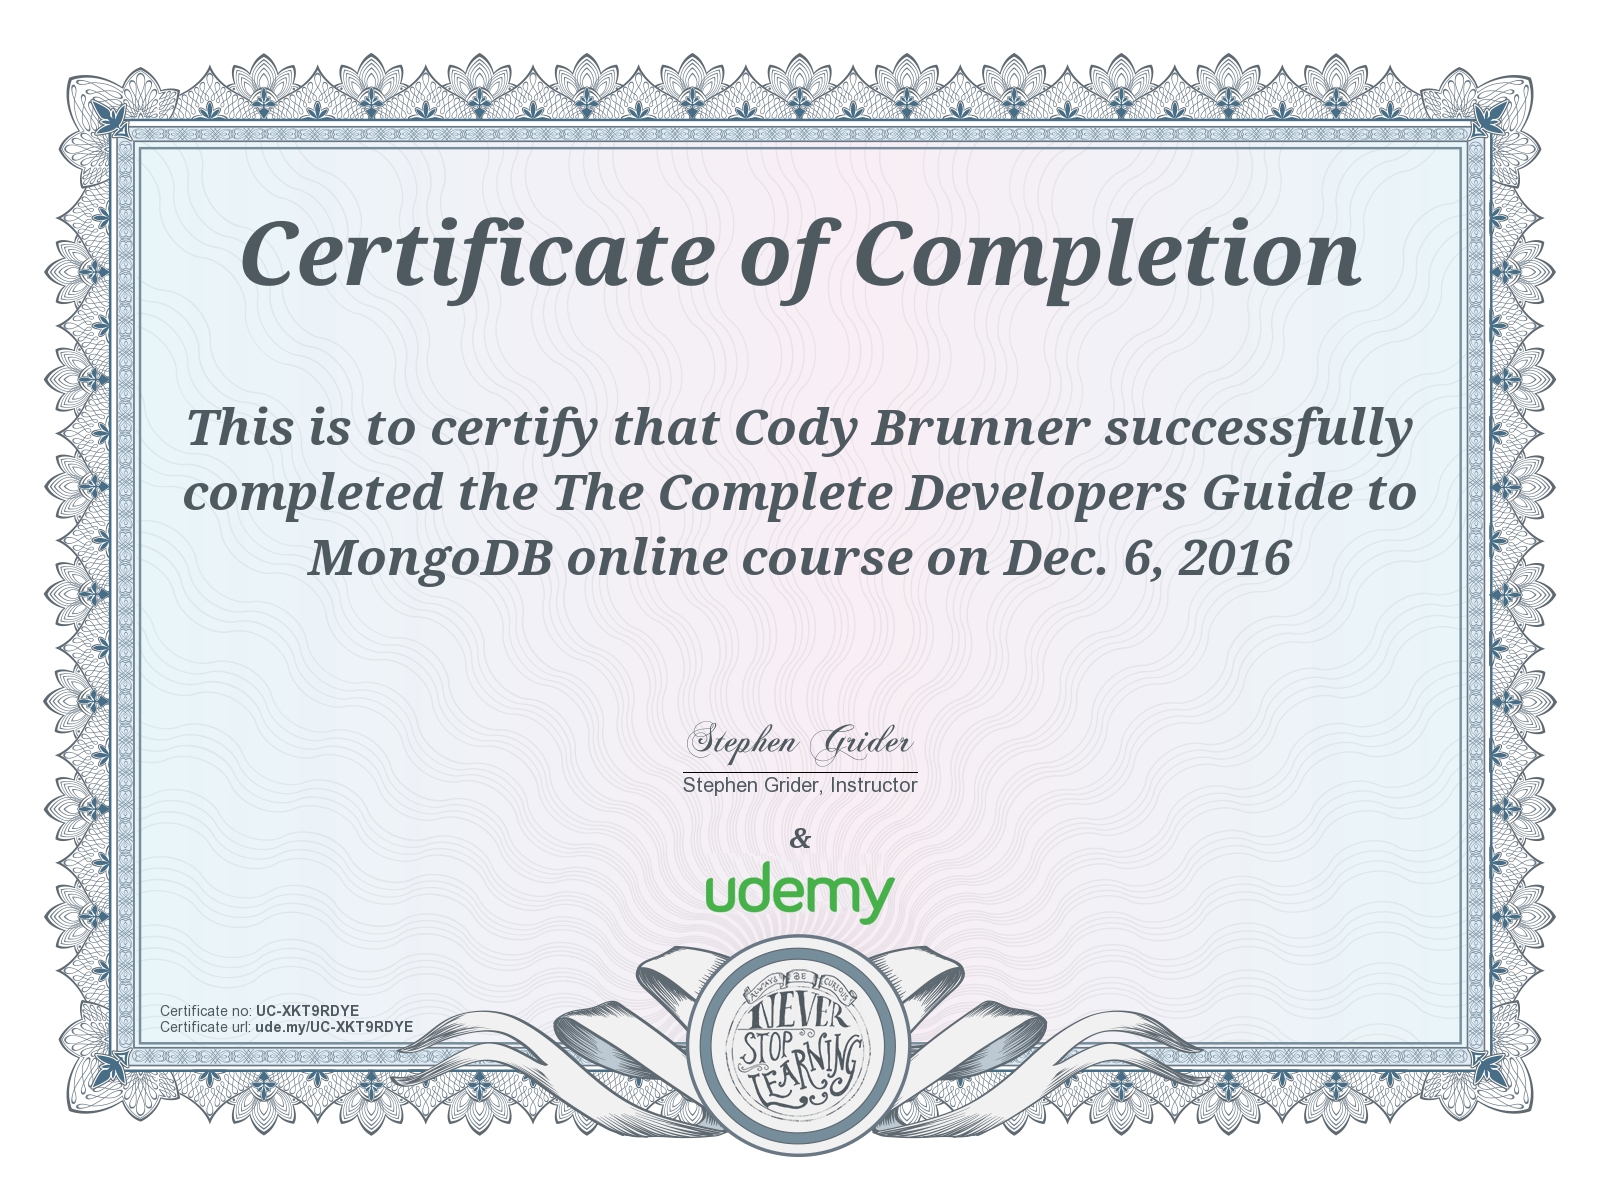 Certificate of Completion
This is to certify that Cody Brunner successfully
completed the The Complete Developers Guide to
MongoDB online course on Dec. 6, 2016
Stephen Grider
Stephen Grider, Instructor
&
udemy
Certificate no: UC-XKT9RDYE
Certificate url: ude.my/UC-XKT9RDYE
ALWAYS BE CURIOUS
NEVER
STOP
LEARNING